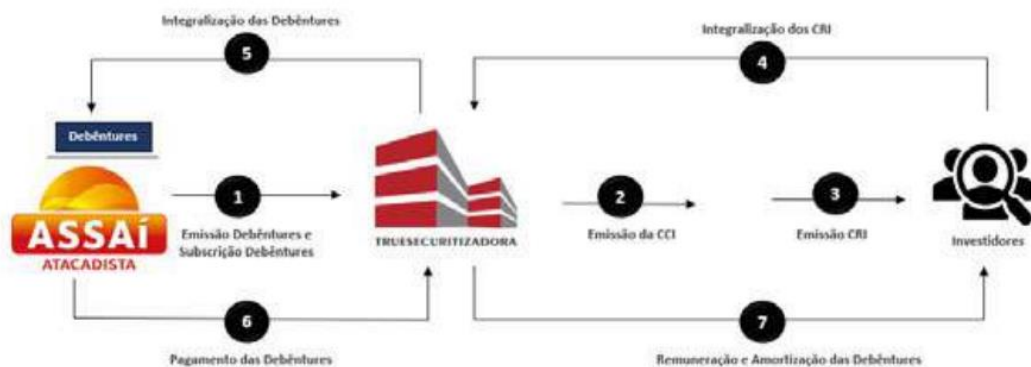 Integralização das Debêntures
Integralização dos CRI
5
4
Debêntures
ASSAÍ
ATACADISTA
1
Emissão Debêntures e
Subscrição Debêntures
TRUESECURITIZADORA
2
Emissão da CCI
3
Emissão CRI
Investidores
6
Pagamento das Debêntures
7
Remuneração e Amortização das Debêntures